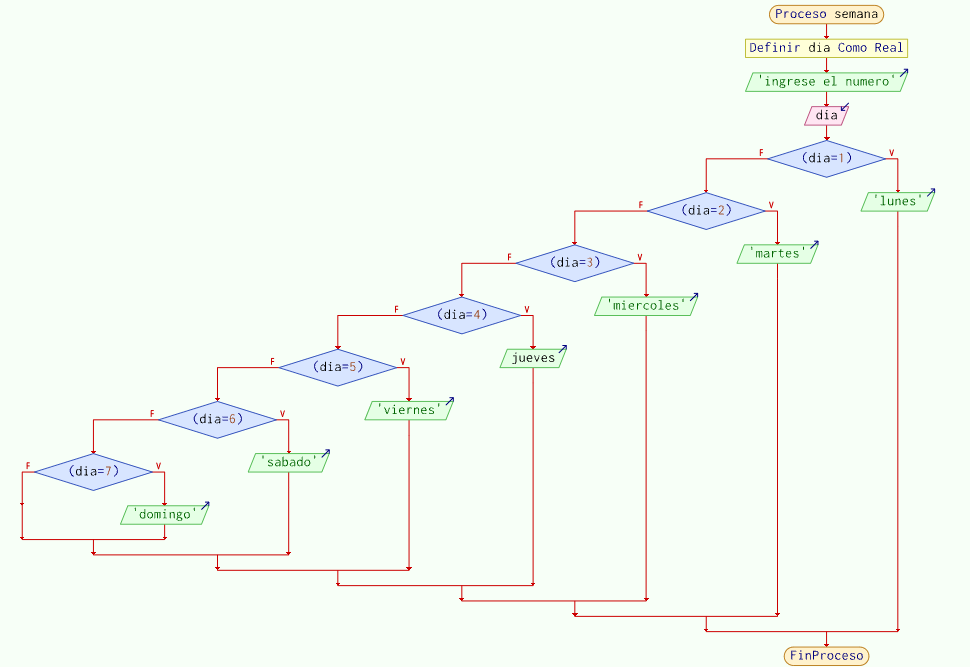 Proceso semana
Definir dia Como Real
'ingrese el numero'
día
F
(dia=1)
V
'lunes'
F
(dia=2)
V
'martes'
F
(dia=3)
V
'miercoles'
F
(dia=4)
V
jueves
F
(dia=5)
V
'viernes'
F
(dia=6)
V
'sabado'
F
(dia=7)
V
'domingo'
FinProceso